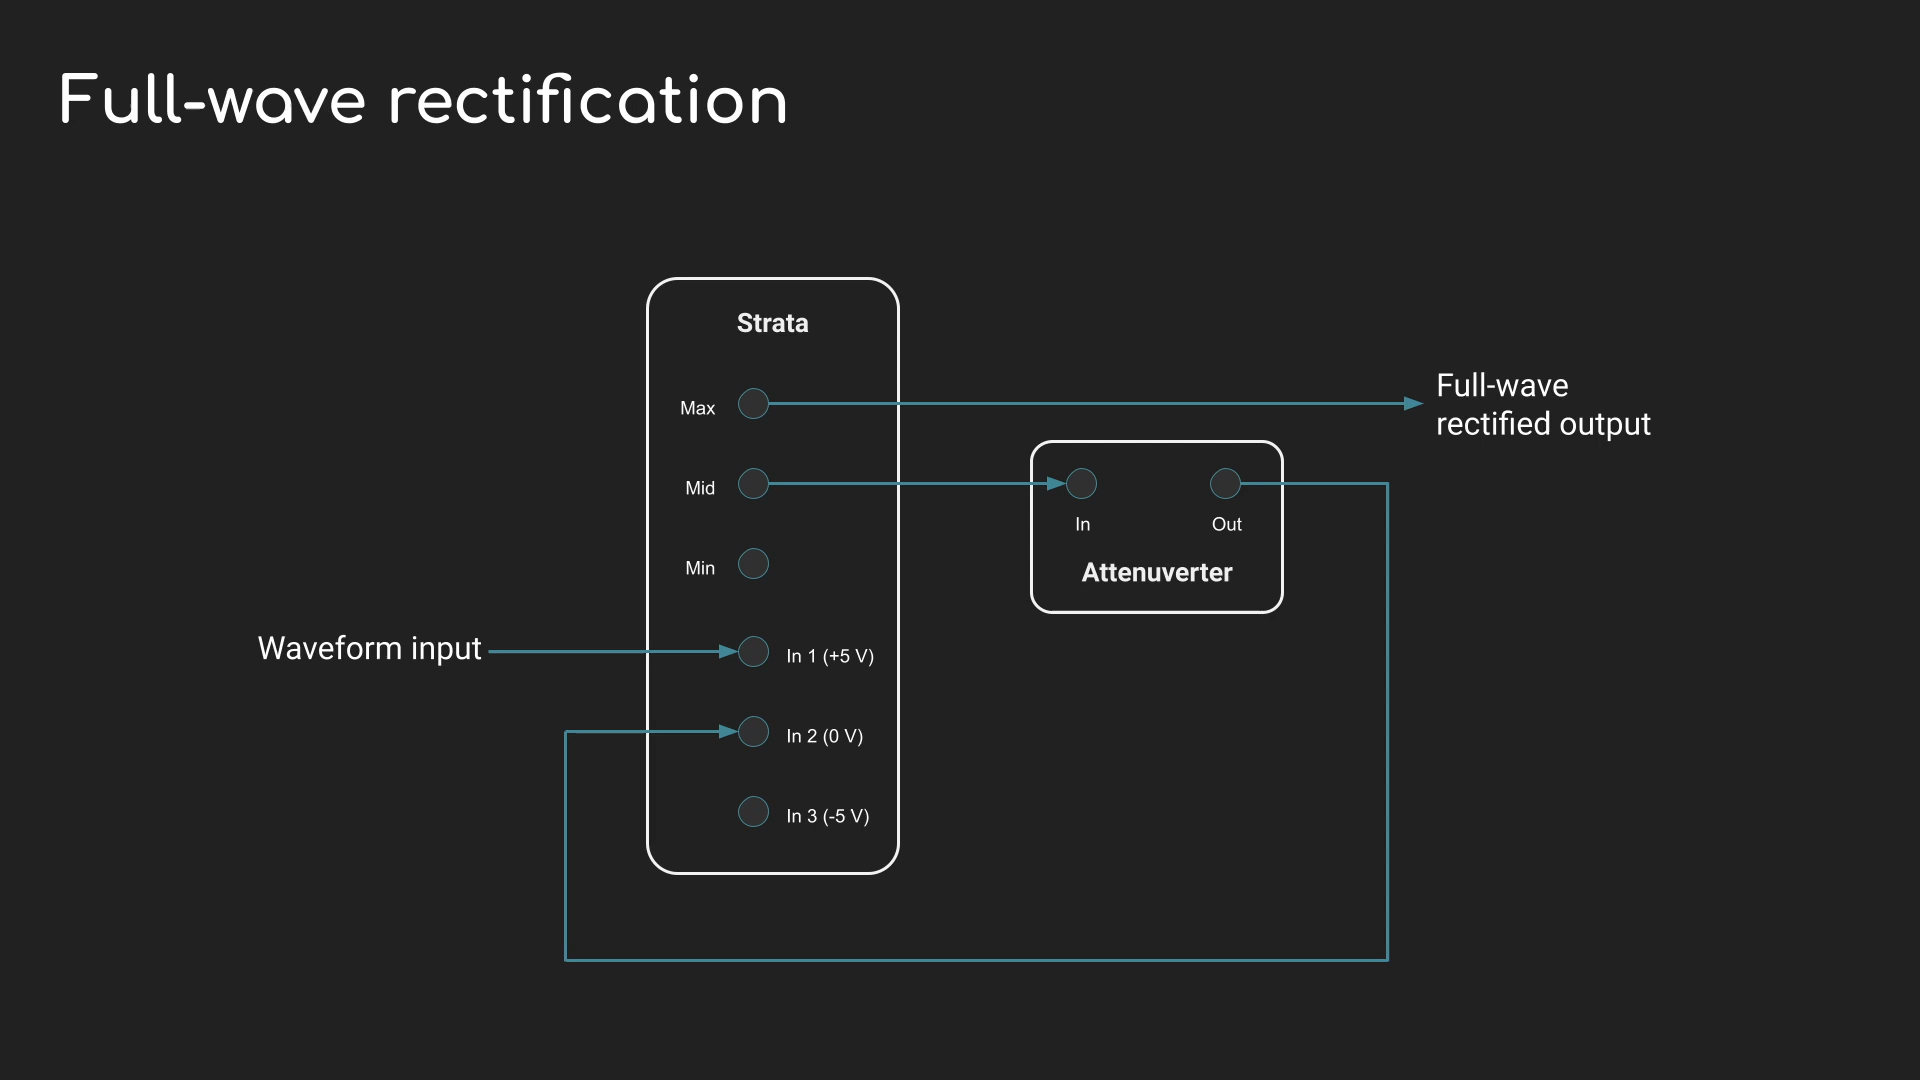 Full-wave rectification
Strata
Max
Full-wave
rectified output
Mid
In
Out
Attenuverter
Min
Waveform input
In 1 (+5 V)
In 2 (0 V)
In 3 (-5 V)